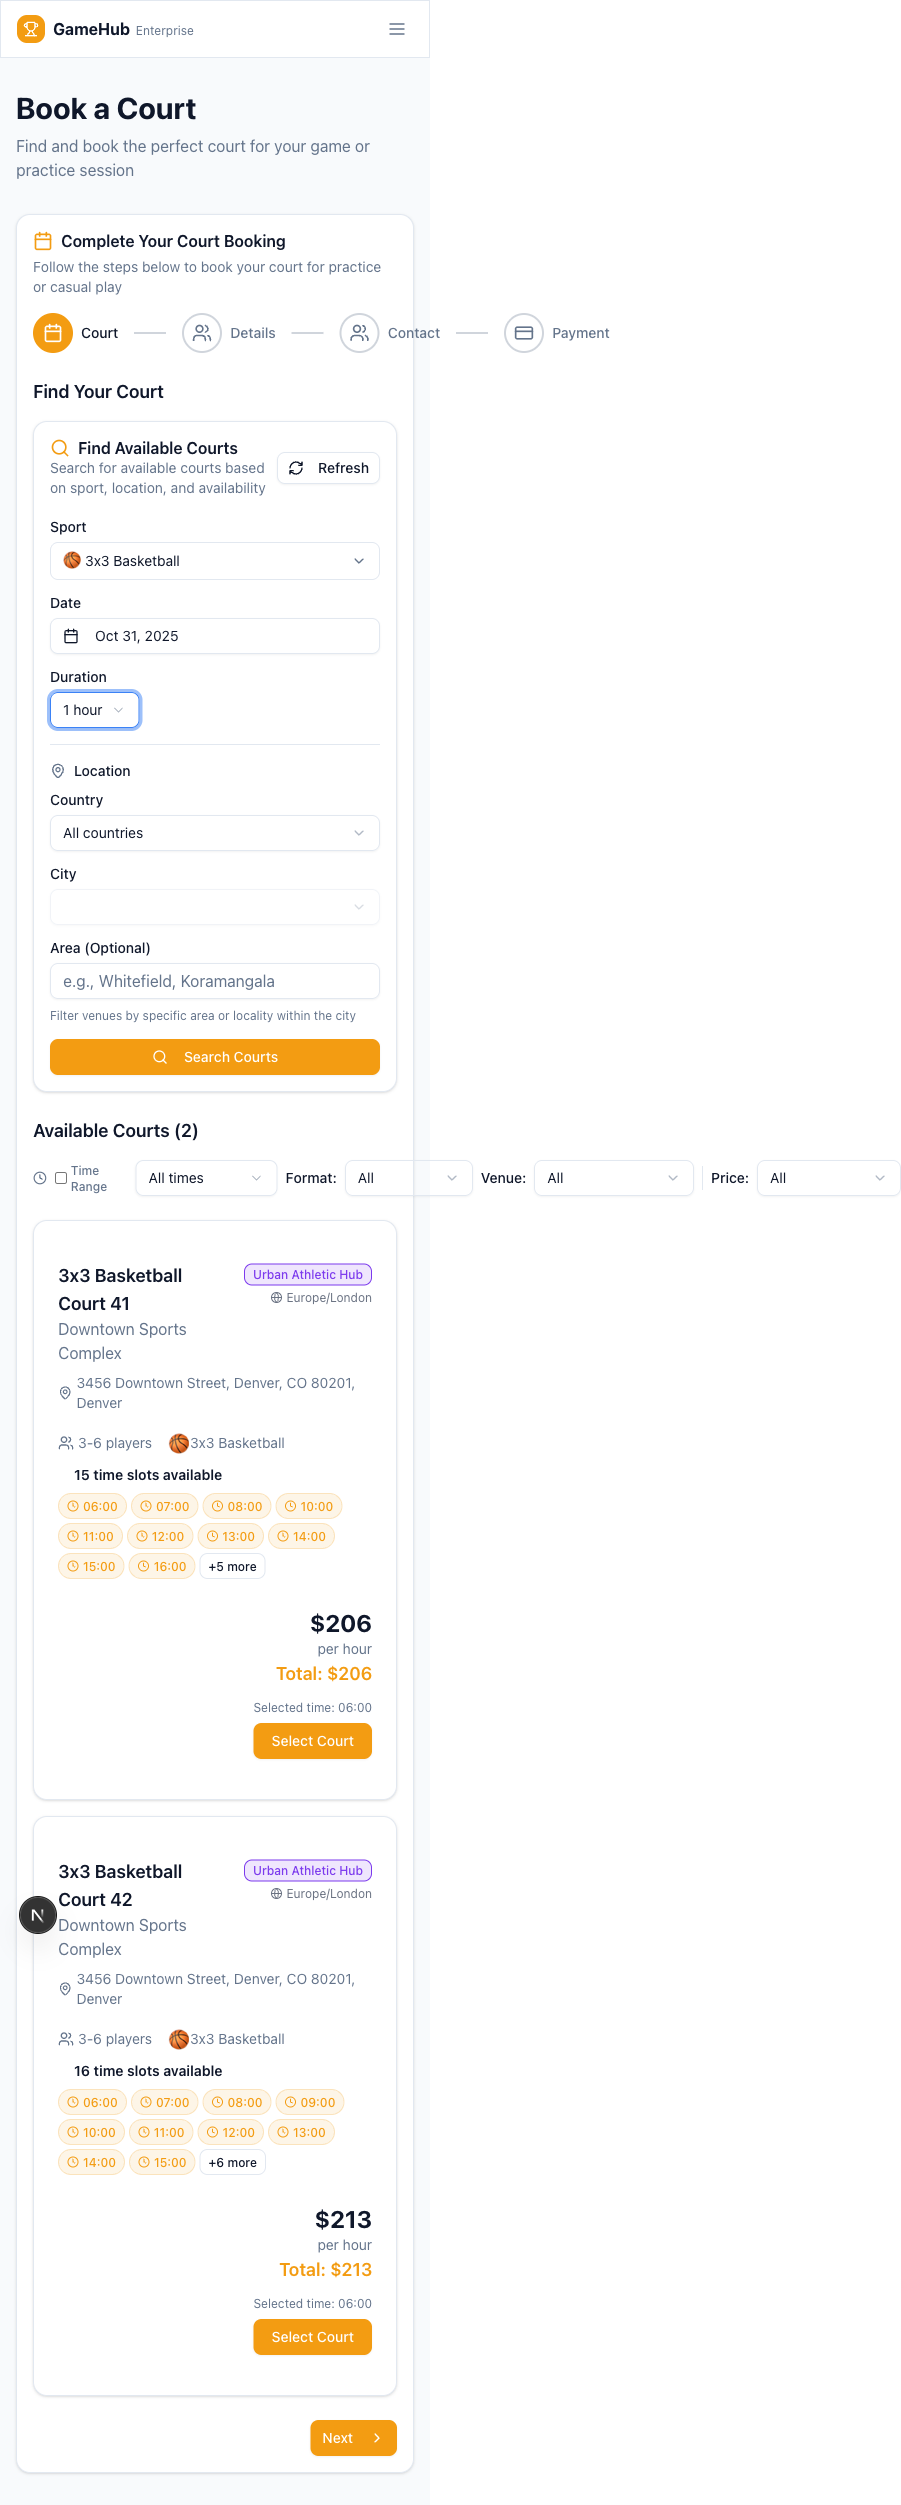 GameHub Enterprise
Book a Court
Find and book the perfect court for your game or
practice session
Complete Your Court Booking
Follow the steps below to book your court for practice
or casual play
Court Details Contact Payment
Find Your Court
Find Available Courts
Search for available courts based
on sport, location, and availability
Refresh
Sport
3x3 Basketball
Date
Oct 31, 2025
Duration
1 hour
Location
Country
All countries
City
Area (Optional)
e.g., Whitefield, Koramangala
Filter venues by specific area or locality within the city
Search Courts
Available Courts (2)
Time
Range
All times Format: All Venue: All Price: All
3x3 Basketball
Court 41
Urban Athletic Hub
Europe/London
Downtown Sports
Complex
3456 Downtown Street, Denver, CO 80201,
Denver
3-6 players 3x3 Basketball
15 time slots available
06:00 07:00 08:00 10:00
11:00 12:00 13:00 14:00
15:00 16:00 +5 more
$206
per hour
Total: $206
Selected time: 06:00
Select Court
3x3 Basketball
Court 42
Urban Athletic Hub
Europe/London
N
Downtown Sports
Complex
3456 Downtown Street, Denver, CO 80201,
Denver
3-6 players 3x3 Basketball
16 time slots available
06:00 07:00 08:00 09:00
10:00 11:00 12:00 13:00
14:00 15:00 +6 more
$213
per hour
Total: $213
Selected time: 06:00
Select Court
Next